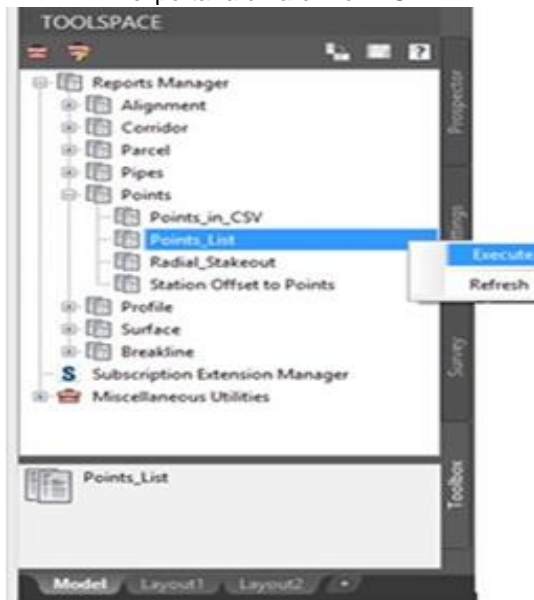 TOOLSPACE
Reports Manager
Alignment
Corridor
Parcel
Pipes
Points
Points_in_CSV
Points_List
Radial_Stakeout
Station Offset to Points
Profile
Surface
Breakline
S Subscription Extension Manager
Miscellaneous Utilities
Execute
Refresh
Prospector
Survey
Toolbox
Points_List
Model Layout1 Layout2 +